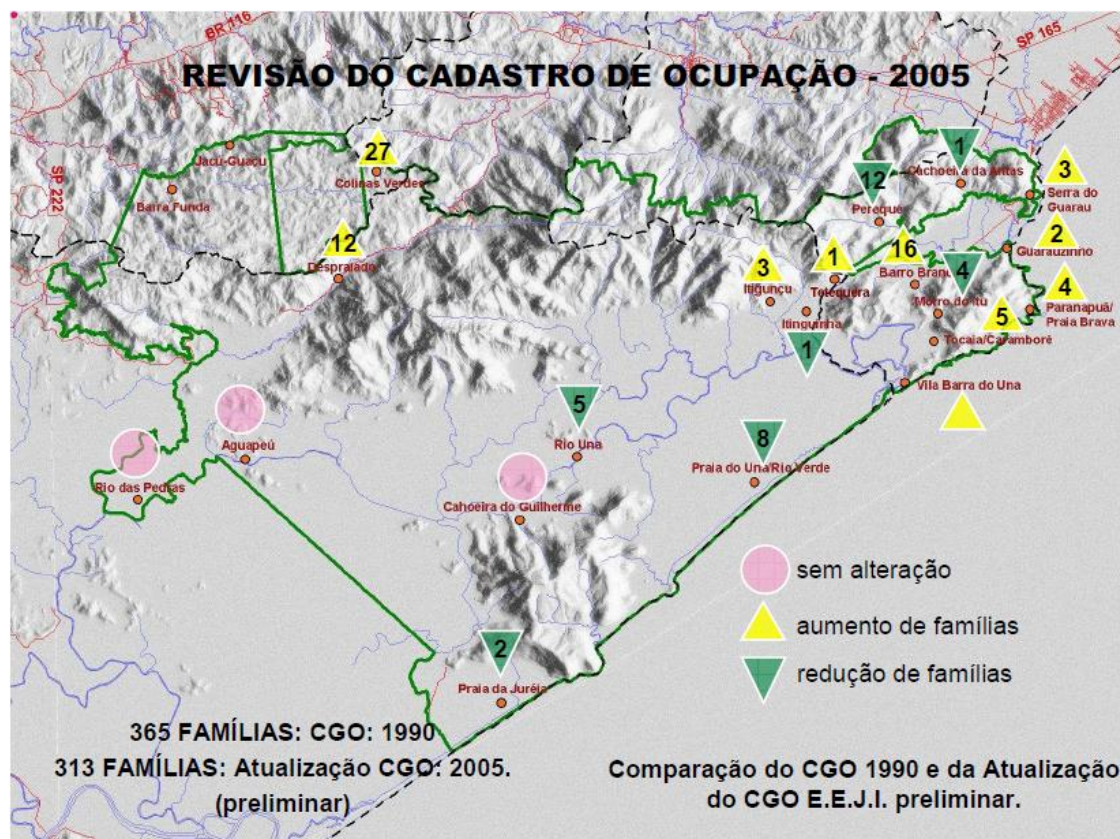 BR 116
SP 165
REVISÃO DO CADASTRO DE OCUPAÇÃO - 2005
SP 222
Jacu-Guaçu
Barra Funda
27
Colinas Verdes
12
Despraiado
1
Cachoeira da Antas
12
Perequê
3
Serra do
Guarau
2
Guarauzinho
16
Barro Branco
1
Tetequera
3
Itigunçu
4
Morro do Itu
4
Paranapuã/
Praia Brava
5
Tocaia/Caramboré
Itinguinha
1
Vila Barra do Una
Aguapeú
Rio das Pedras
5
Rio Una
8
Praia do Una/Rio Verde
Cahoeira do Guilherme
2
Praia da Juréia
sem alteração
aumento de famílias
redução de famílias
365 FAMÍLIAS: CGO: 1990
313 FAMÍLIAS: Atualização CGO: 2005.
(preliminar)
Comparação do CGO 1990 e da Atualização
do CGO E.E.J.I. preliminar.